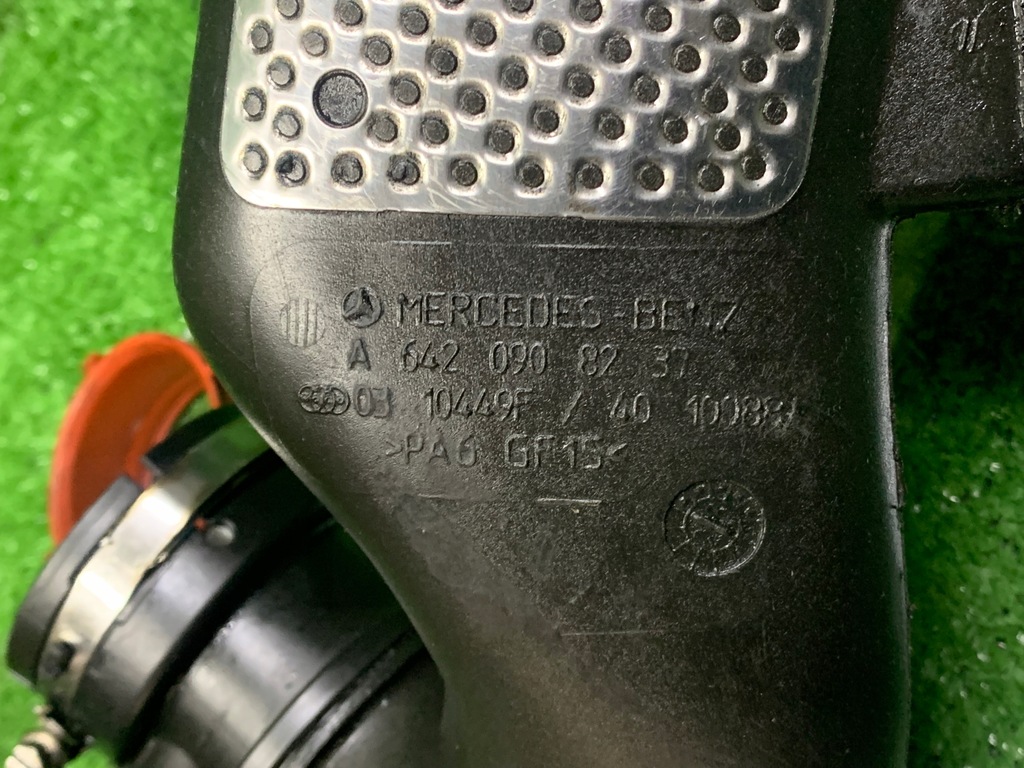 MERCEDES-BENZ
A 642 090 82 37
03 10449F / 40 10088
>PA6 GF15<